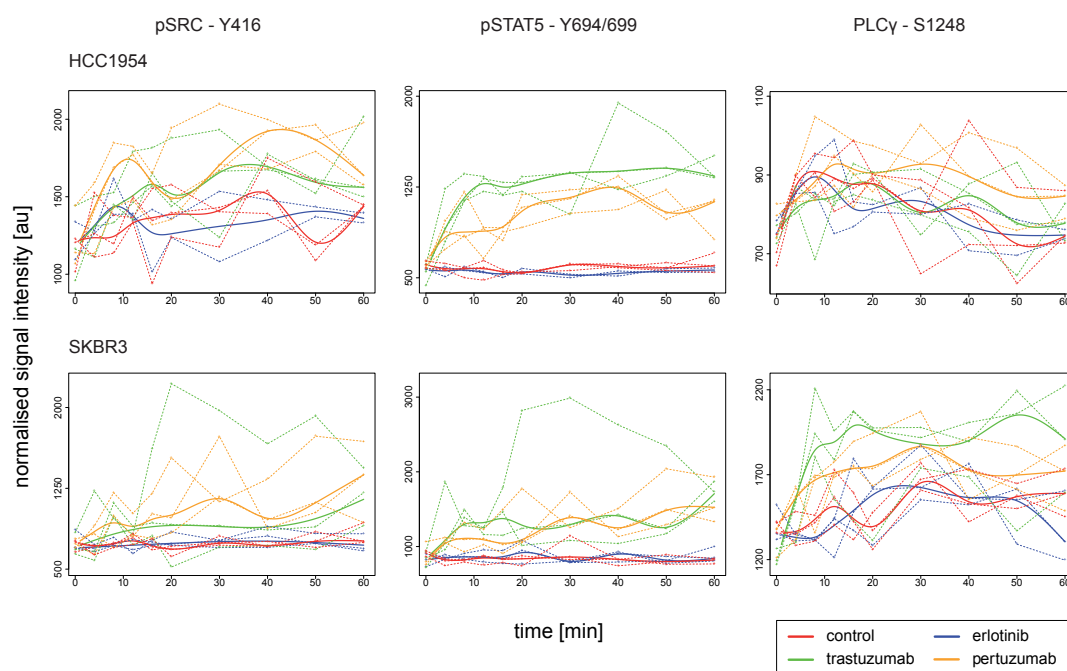 pSRC - Y416 pSTAT5 - Y694/699 PLCγ - S1248
HCC1954
2000 1500 1000
0 10 20 30 40 50 60
2000 1250 500
0 10 20 30 40 50 60
1100 900 700
0 10 20 30 40 50 60
normalised signal intensity [au]
SKBR3
2000 1250 500
0 10 20 30 40 50 60
3000 2000 1000
0 10 20 30 40 50 60
2200 1700 1200
0 10 20 30 40 50 60
time [min]
control erlotinib
trastuzumab pertuzumab